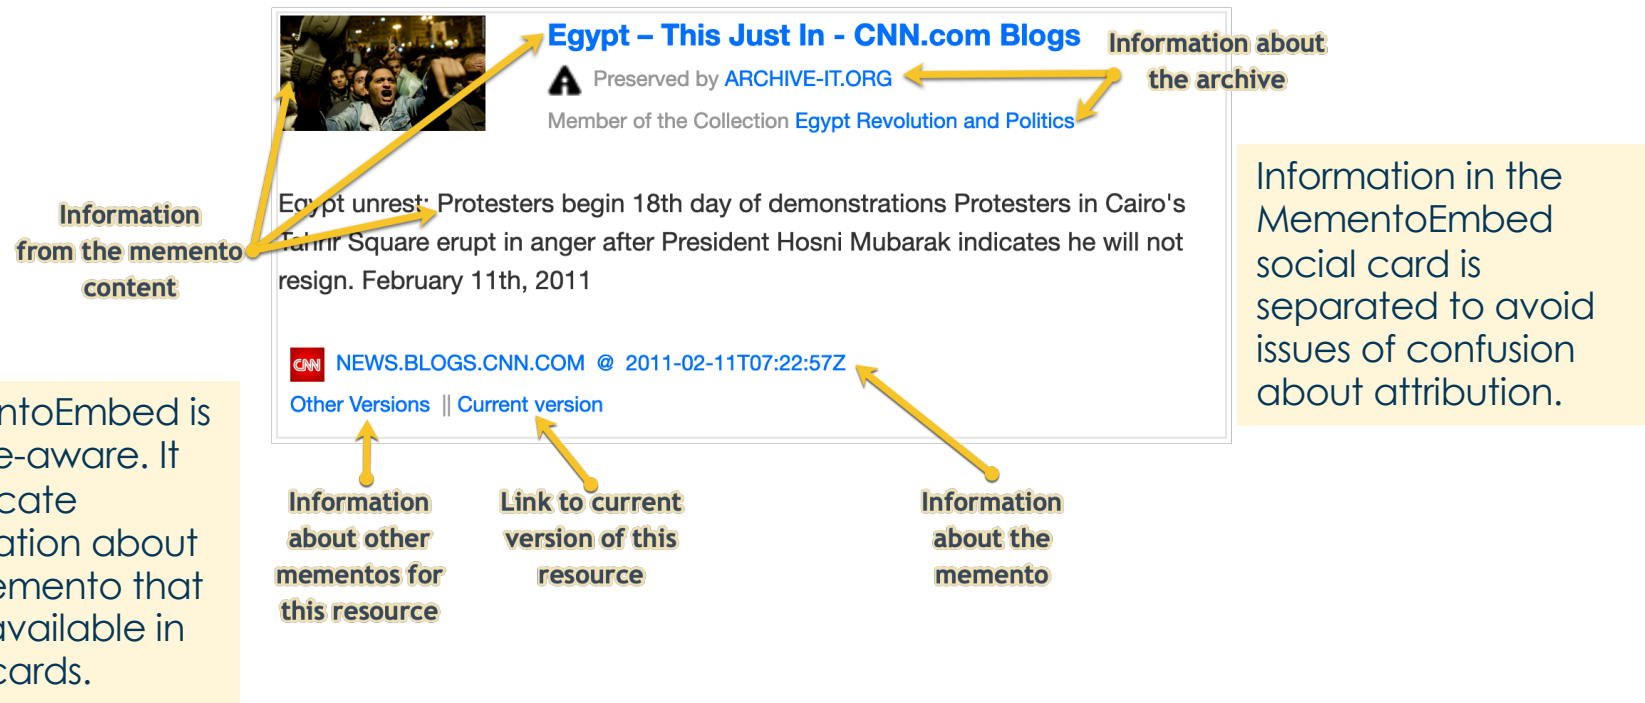 Egypt – This Just In - CNN.com Blogs
Preserved by ARCHIVE-IT.ORG
Member of the Collection Egypt Revolution and Politics
Information about
the archive
Information
from the memento
content
Egypt unrest: Protesters begin 18th day of demonstrations Protesters in Cairo's
Tahrir Square erupt in anger after President Hosni Mubarak indicates he will not
resign. February 11th, 2011
Information in the
MementoEmbed
social card is
separated to avoid
issues of confusion
about attribution.
CNN
NEWS.BLOGS.CNN.COM @ 2011-02-11T07:22:57Z
Other Versions || Current version
ntoEmbed is
e-aware. It
cate
ation about
emento that
available in
cards.
Information
about other
mementos for
this resource
Link to current
version of this
resource
Information
about the
memento